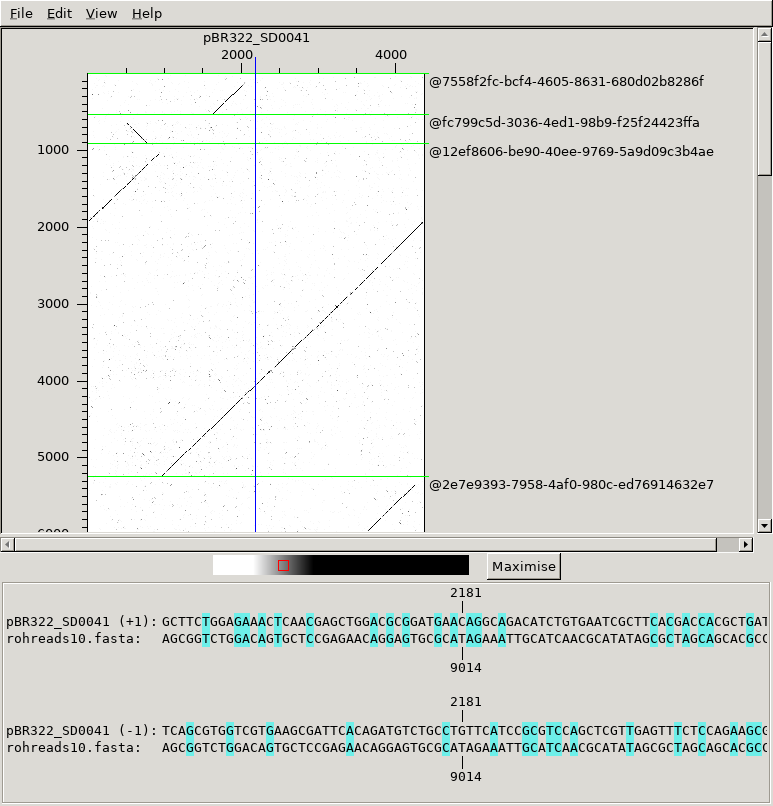 File Edit View Help
pBR322_SD0041
2000 4000
@7558f2fc-bcf4-4605-8631-680d02b8286f
@fc799c5d-3036-4ed1-98b9-f25f24423ffa
1000
@12ef8606-be90-40ee-9769-5a9d09c3b4ae
2000
3000
4000
5000
@2e7e9393-7958-4af0-980c-ed76914632e7
6000
Maximise
2181
pBR322_SD0041 (+1): GCTTCTGGAGAAACTCAACGAGCTGGACGCGGATGAACAGGCAGACATCTGTGAATCGCTTCACGACCACGCTGAT
rohreads10.fasta: AGCGGTCTGGACAGTGCTCCGAGAACAGGAGTGCGCATAGAAATTGCATCAACGCATATAGCGCTAGCAGCACGCC
9014
2181
pBR322_SD0041 (-1): TCAGCGTGGTCGTGAAGCGATTCACAGATGTCTGCCTGTTCATCCGCGTCCAGCTCGTTGAGTTTCTCCAGAAGCG
rohreads10.fasta: AGCGGTCTGGACAGTGCTCCGAGAACAGGAGTGCGCATAGAAATTGCATCAACGCATATAGCGCTAGCAGCACGCC
9014